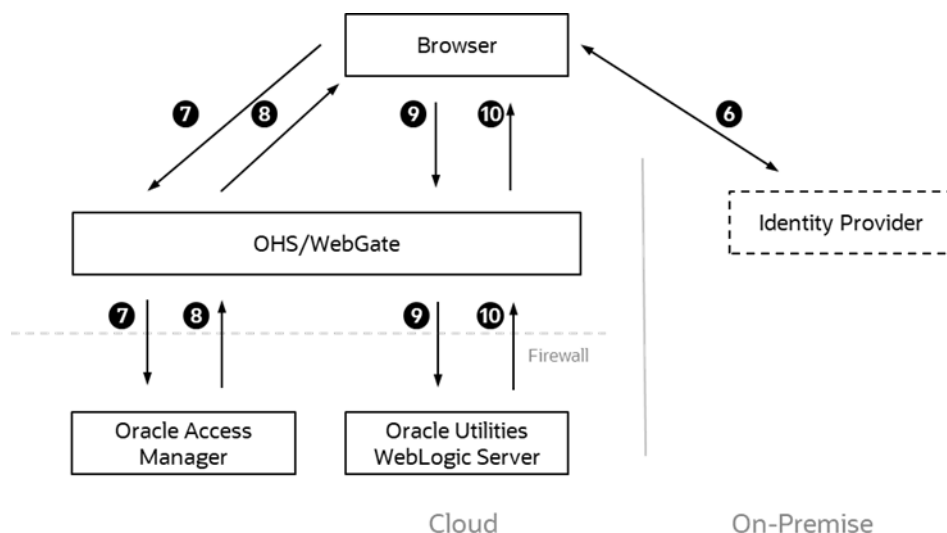 Browser
7
8
9
10
6
Identity Provider
OHS/WebGate
7
8
9
10
Firewall
Oracle Access
Manager
Oracle Utilities
WebLogic Server
Cloud
On-Premise